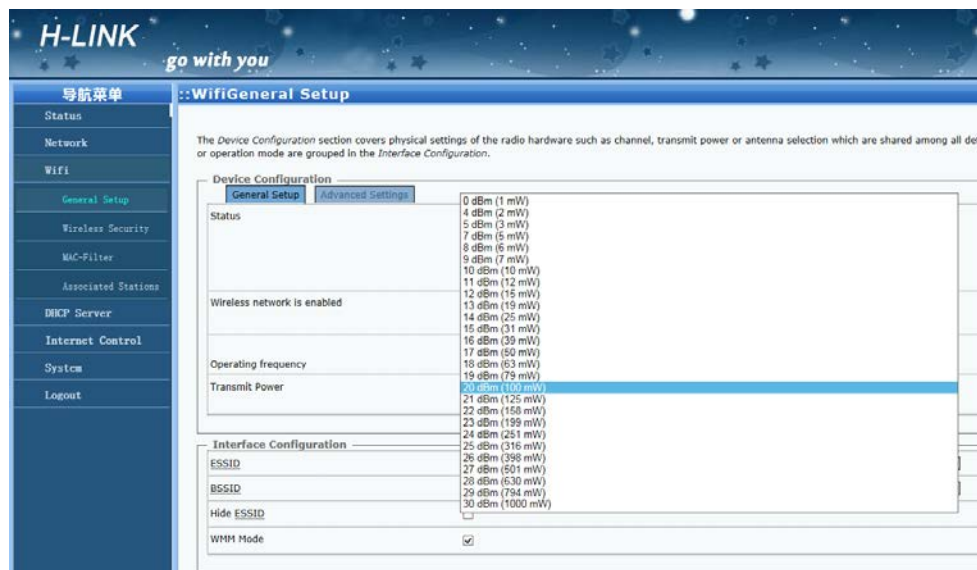 H-LINK
go with you
导航菜单
Status
Network
Wifi
General Setup
Wireless Security
MAC-Filter
Associated Stations
DHCP Server
Internet Control
System
Logout
::WifiGeneral Setup
The Device Configuration section covers physical settings of the radio hardware such as channel, transmit power or antenna selection which are shared among all de
or operation mode are grouped in the Interface Configuration.
Device Configuration
General Setup Advanced Settings
Status
Wireless network is enabled
Operating frequency
Transmit Power
0 dBm (1 mW)
4 dBm (2 mW)
5 dBm (3 mW)
7 dBm (5 mW)
8 dBm (6 mW)
9 dBm (7 mW)
10 dBm (10 mW)
11 dBm (12 mW)
12 dBm (15 mW)
13 dBm (19 mW)
14 dBm (25 mW)
15 dBm (31 mW)
16 dBm (39 mW)
17 dBm (50 mW)
18 dBm (63 mW)
19 dBm (79 mW)
20 dBm (100 mW)
21 dBm (125 mW)
22 dBm (158 mW)
23 dBm (199 mW)
24 dBm (251 mW)
25 dBm (316 mW)
26 dBm (398 mW)
27 dBm (501 mW)
28 dBm (630 mW)
29 dBm (794 mW)
30 dBm (1000 mW)
Interface Configuration
ESSID
BSSID
Hide ESSID
WMM Mode